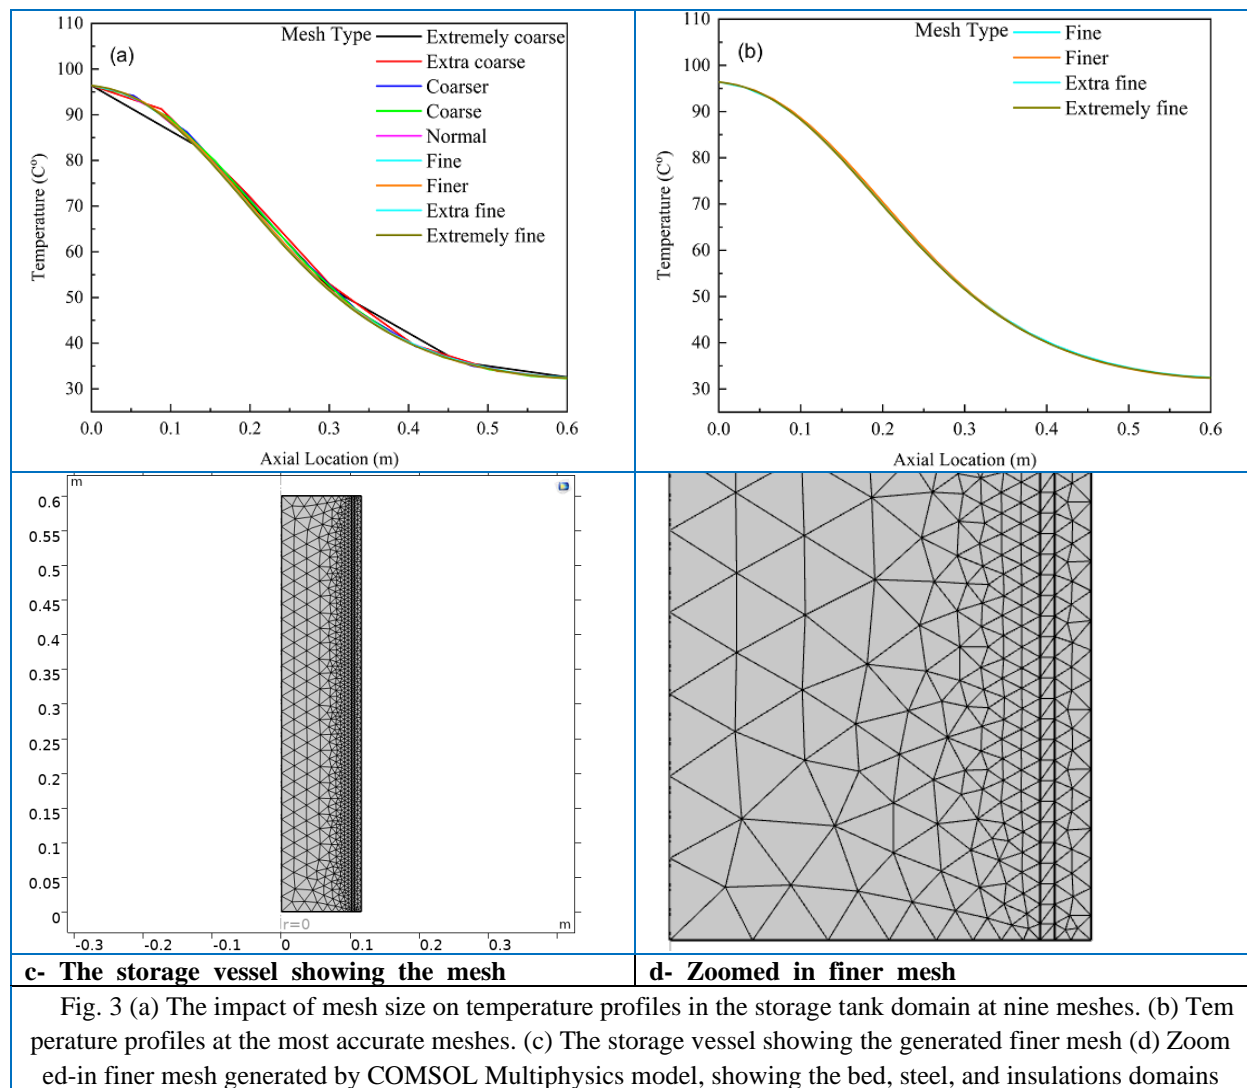 110
100
90
80
70
60
50
40
30
Temperature (Cº)
(a)
Mesh Type
Extremely coarse
Extra coarse
Coarser
Coarse
Normal
Fine
Finer
Extra fine
Extremely fine
0.0 0.1 0.2 0.3 0.4 0.5 0.6
Axial Location (m)
110
100
90
80
70
60
50
40
30
Temperature (Cº)
(b)
Mesh Type
Fine
Finer
Extra fine
Extremely fine
0.0 0.1 0.2 0.3 0.4 0.5 0.6
Axial Location (m)
m
0.6
0.55
0.5
0.45
0.4
0.35
0.3
0.25
0.2
0.15
0.1
0.05
0
r=0
m
-0.3 -0.2 -0.1 0 0.1 0.2 0.3
c- The storage vessel showing the mesh
d- Zoomed in finer mesh
Fig. 3 (a) The impact of mesh size on temperature profiles in the storage tank domain at nine meshes. (b) Tem
perature profiles at the most accurate meshes. (c) The storage vessel showing the generated finer mesh (d) Zoom
ed-in finer mesh generated by COMSOL Multiphysics model, showing the bed, steel, and insulations domains